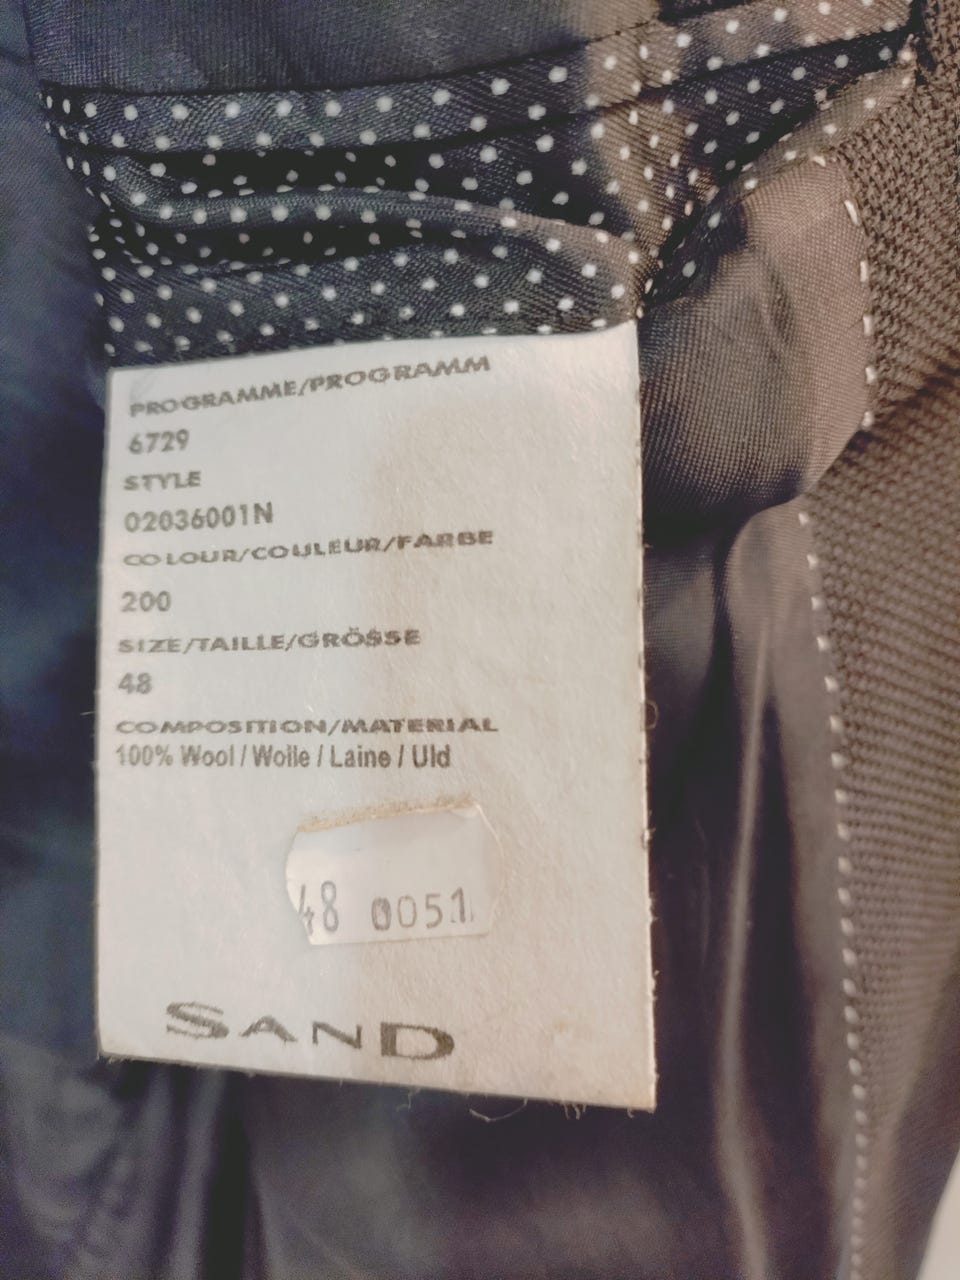 PROGRAMME/PROGRAMM
6729
STYLE
02036001N
COLOUR/COULEUR/FARBE
200
SIZE/TAILLE/GRÖSSE
48
COMPOSITION/MATERIAL
100% Wool / Wolle / Laine / Uld
48 0051
SAND